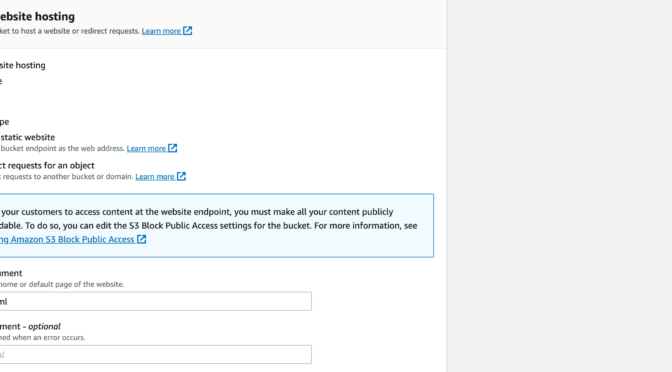 ebsite hosting
ket to host a website or redirect requests. Learn more
site hosting
e
pe
static website
bucket endpoint as the web address. Learn more
ct requests for an object
requests to another bucket or domain. Learn more
your customers to access content at the website endpoint, you must make all your content publicly
dable. To do so, you can edit the S3 Block Public Access settings for the bucket. For more information, see
ng Amazon S3 Block Public Access
ument
home or default page of the website.
ml
ment - optional
ned when an error occurs.
ml